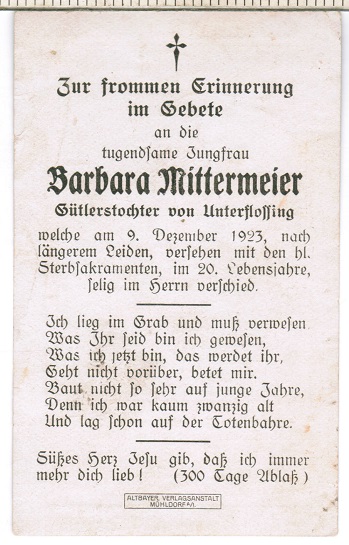 Zur frommen Erinnerung
im Gebete
an die
tugendsame Jungfrau
Barbara Mittermeier
Gütlerstochter von Unterflossing
welche am 9. Dezember 1923, nach
längerem Leiden, versehen mit den hl.
Sterbsakramenten, im 20. Lebensjahre,
selig im Herrn verschied.
Ich lieg im Grab und muß verwesen
Was Ihr seid bin ich gewesen,
Was ich jetzt bin, das werdet ihr,
Geht nicht vorüber, betet mir.
Baut nicht so sehr auf junge Jahre,
Denn ich war kaum zwanzig alt
Und lag schon auf der Totenbahre.
Süßes Herz Jesu gib, daß ich immer
mehr dich lieb! (300 Tage Ablaß)
ALTBAYER. VERLAGSANSTALT
MÜHLDORF a/I.